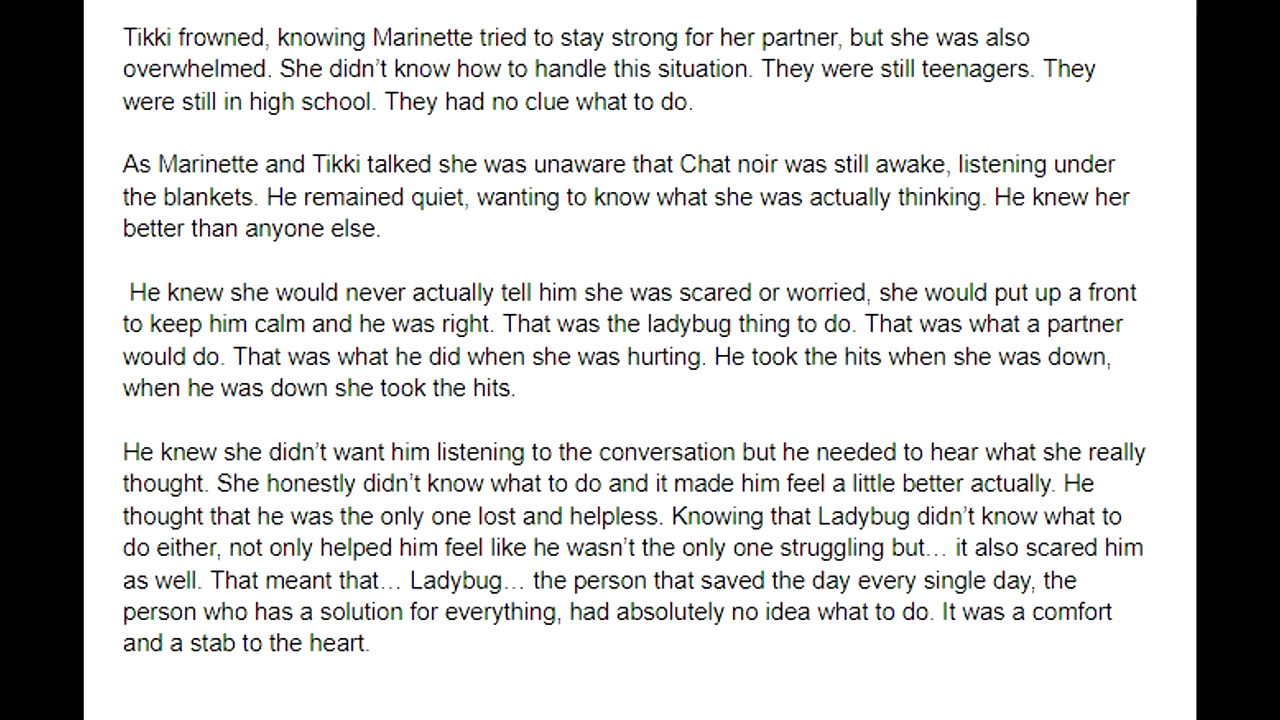 Tikki frowned, knowing Marinette tried to stay strong for her partner, but she was also
overwhelmed. She didn’t know how to handle this situation. They were still teenagers. They
were still in high school. They had no clue what to do.
As Marinette and Tikki talked she was unaware that Chat noir was still awake, listening under
the blankets. He remained quiet, wanting to know what she was actually thinking. He knew her
better than anyone else.
He knew she would never actually tell him she was scared or worried, she would put up a front
to keep him calm and he was right. That was the ladybug thing to do. That was what a partner
would do. That was what he did when she was hurting. He took the hits when she was down,
when he was down she took the hits.
He knew she didn’t want him listening to the conversation but he needed to hear what she really
thought. She honestly didn’t know what to do and it made him feel a little better actually. He
thought that he was the only one lost and helpless. Knowing that Ladybug didn’t know what to
do either, not only helped him feel like he wasn’t the only one struggling but… it also scared him
as well. That meant that… Ladybug… the person that saved the day every single day, the
person who has a solution for everything, had absolutely no idea what to do. It was a comfort
and a stab to the heart.